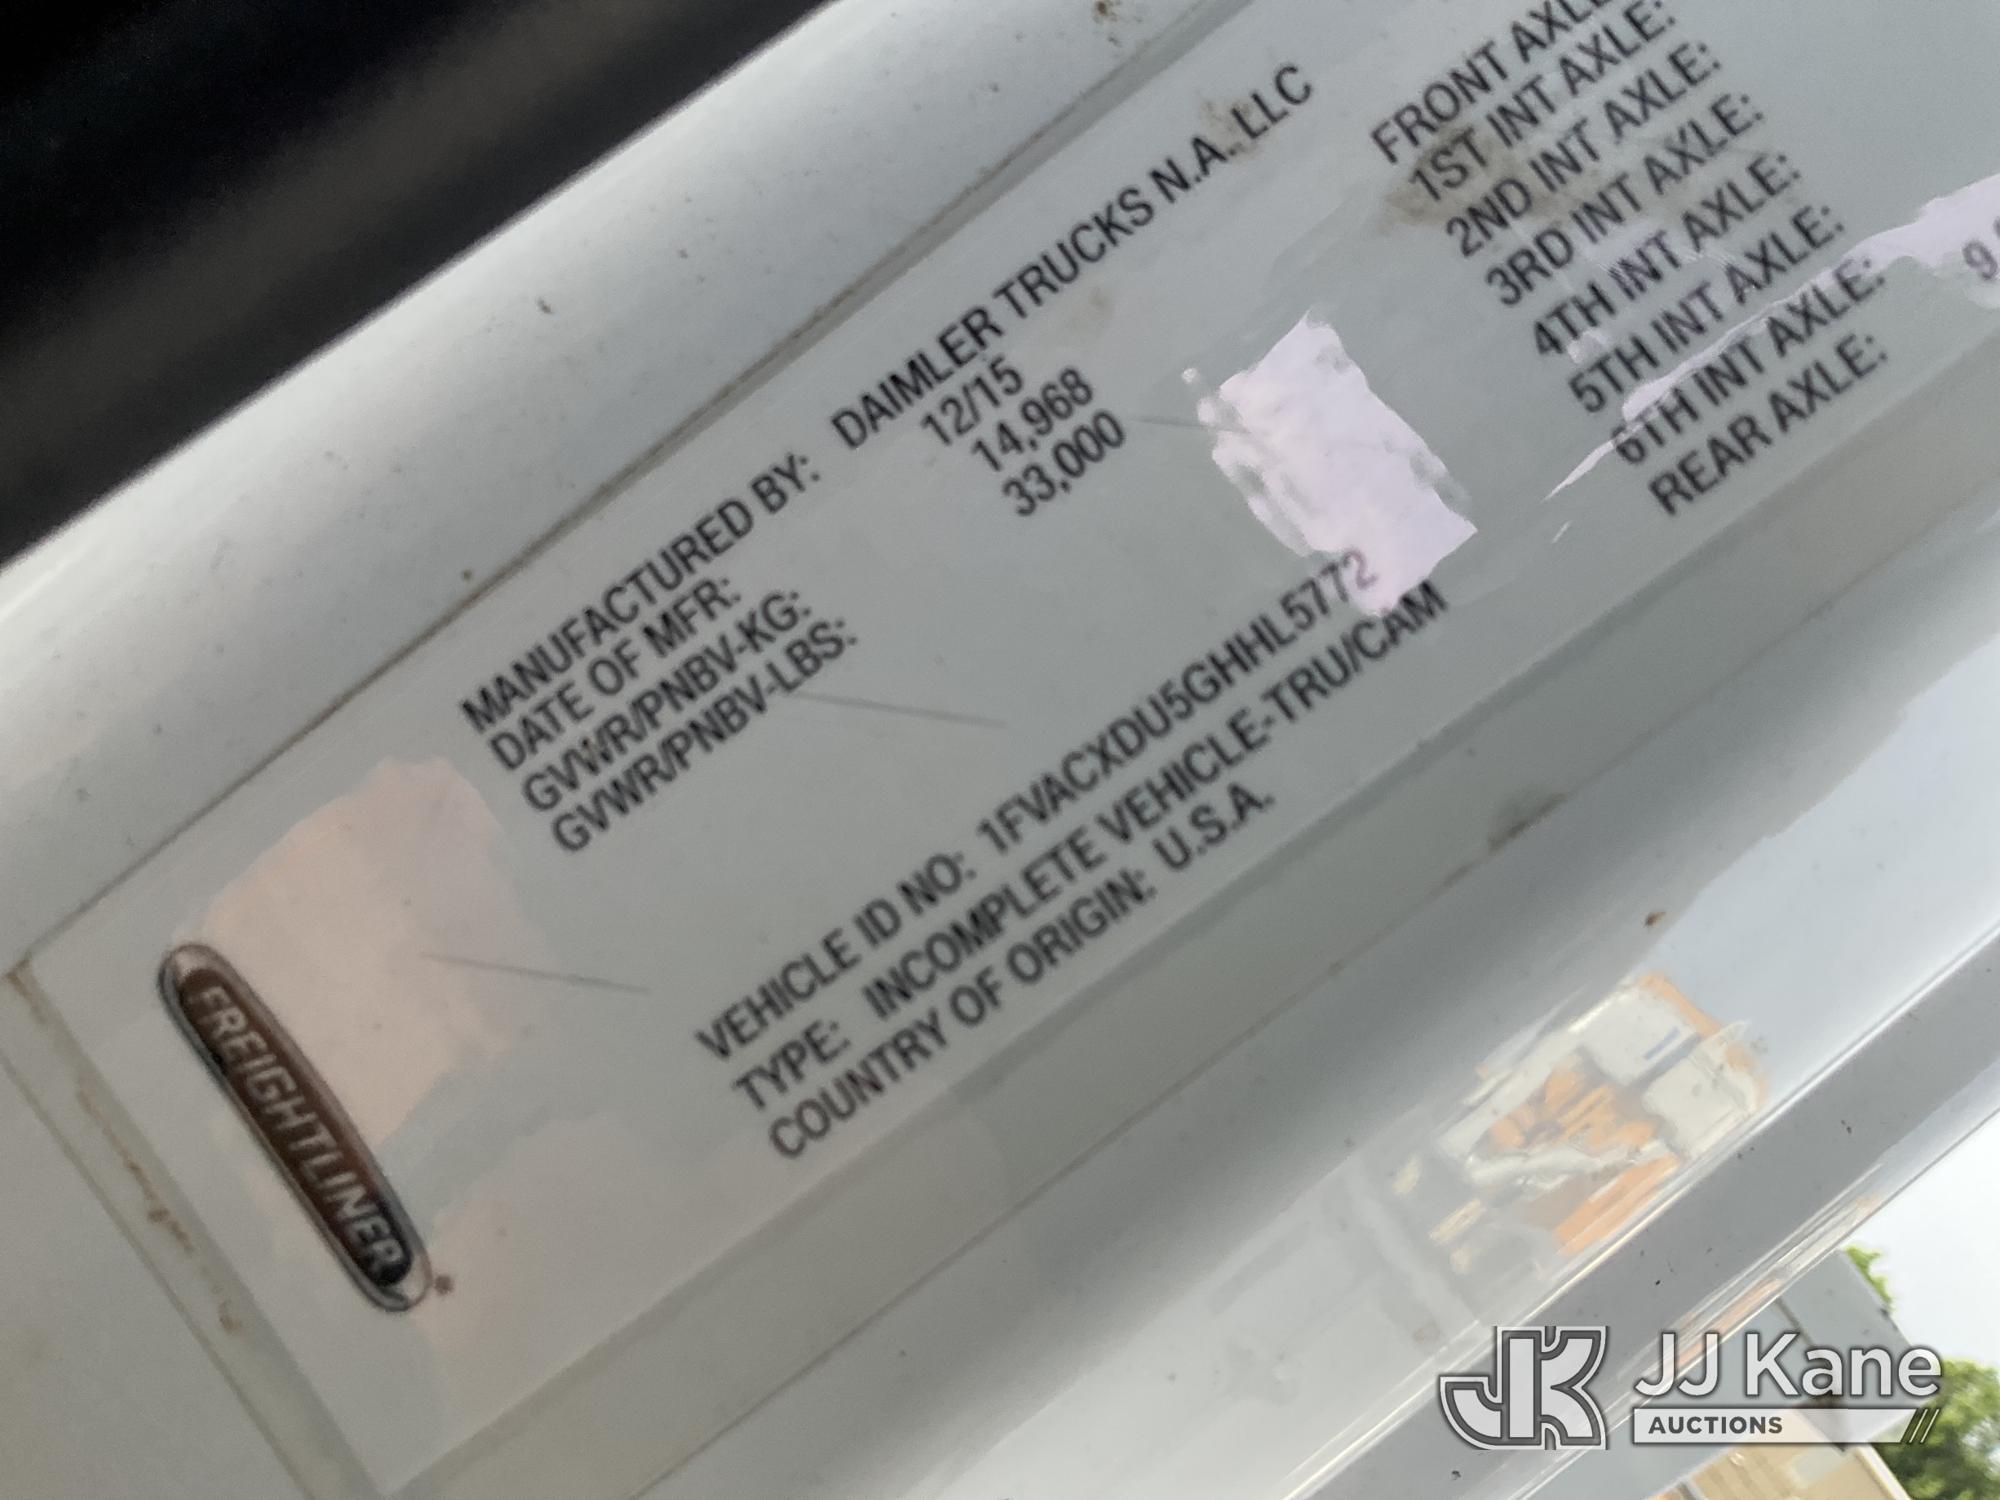 MANUFACTURED BY: DAIMLER TRUCKS N.A. LLC
DATE OF MFR: 12/15
GVWR/PNBV-KG: 14,968
GVWR/PNBV-LBS: 33,000
VEHICLE ID NO: 1FVACXDU5GHHL5772
TYPE: INCOMPLETE VEHICLE-TRU/CAM
COUNTRY OF ORIGIN: U.S.A.
FRONT AXLE
1ST INT AXLE:
2ND INT AXLE:
3RD INT AXLE:
4TH INT AXLE:
5TH INT AXLE:
6TH INT AXLE:
REAR AXLE:
FREIGHTLINER
JK JJ Kane
AUCTIONS